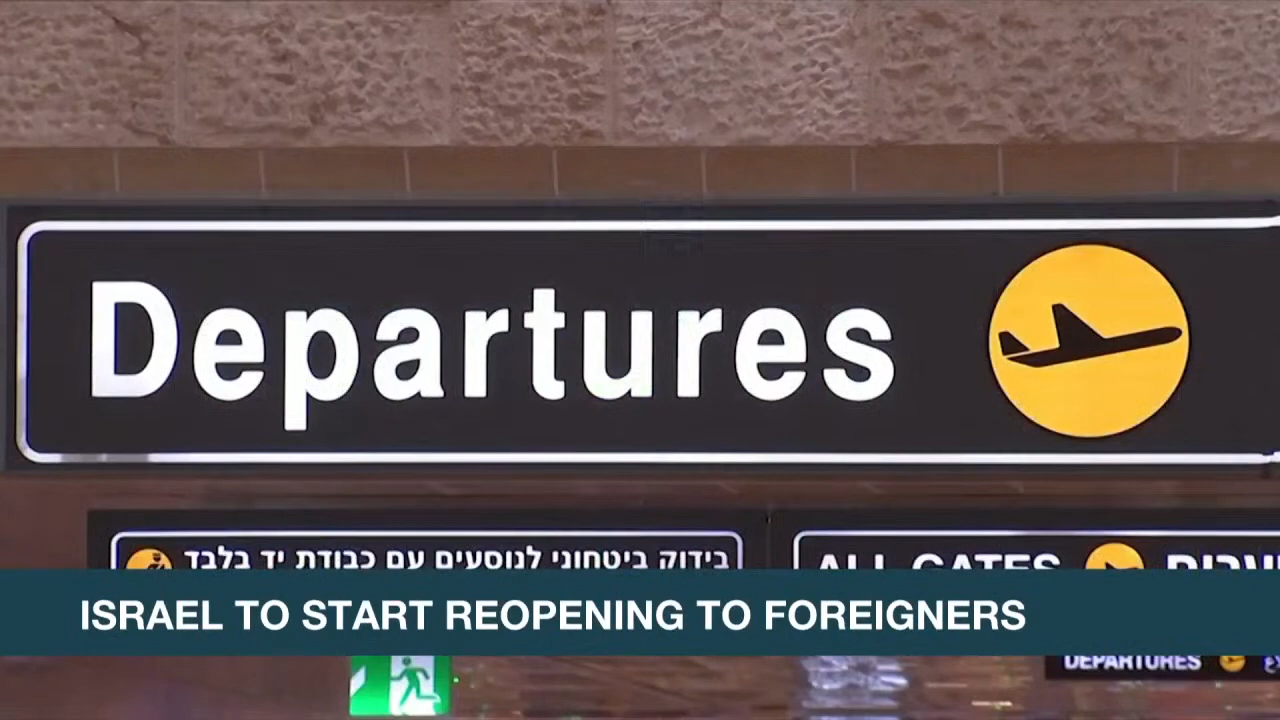 Departures
בידוק ביטחוני לנוסעים עם כבודת יד בלבד
ALL GATES
ISRAEL TO START REOPENING TO FOREIGNERS
DEPARTURES